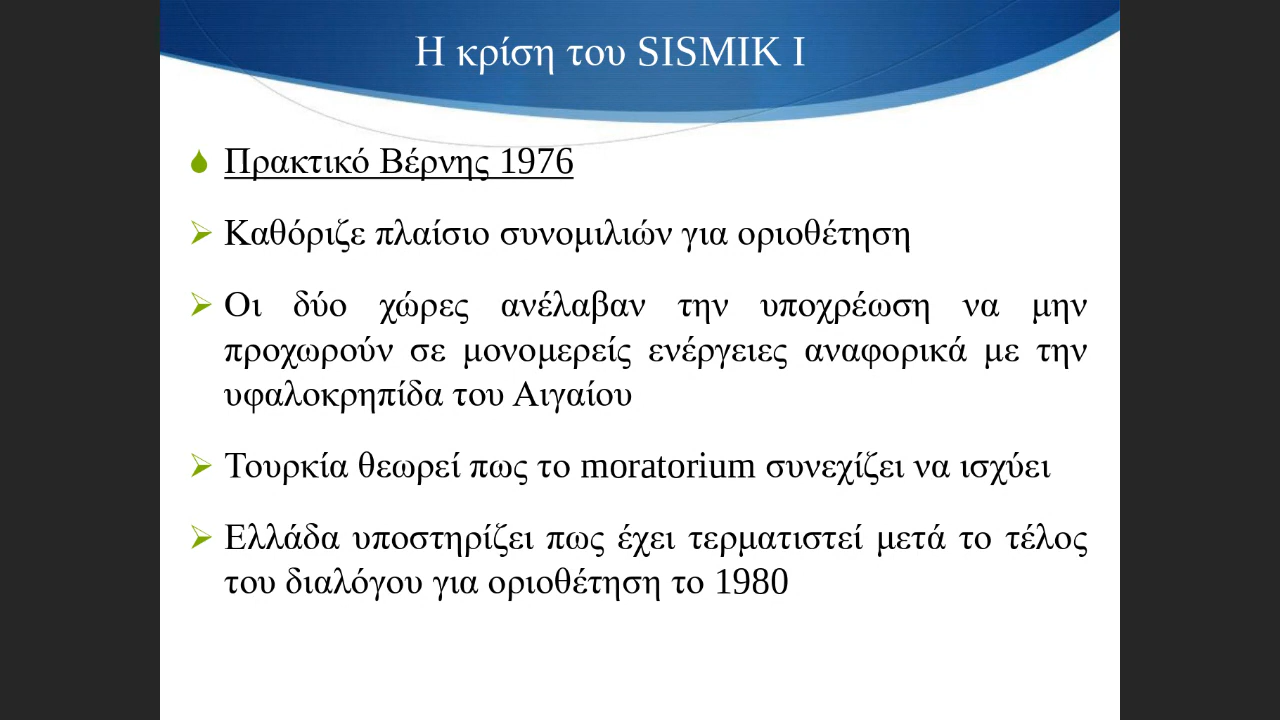 Η κρίση του SISMIK I
Πρακτικό Βέρνης 1976
Καθόριζε πλαίσιο συνομιλιών για οριοθέτηση
Οι δύο χώρες ανέλαβαν την υποχρέωση να μην
προχωρούν σε μονομερείς ενέργειες αναφορικά με την
υφαλοκρηπίδα του Αιγαίου
Τουρκία θεωρεί πως το moratorium συνεχίζει να ισχύει
Ελλάδα υποστηρίζει πως έχει τερματιστεί μετά το τέλος
του διαλόγου για οριοθέτηση το 1980